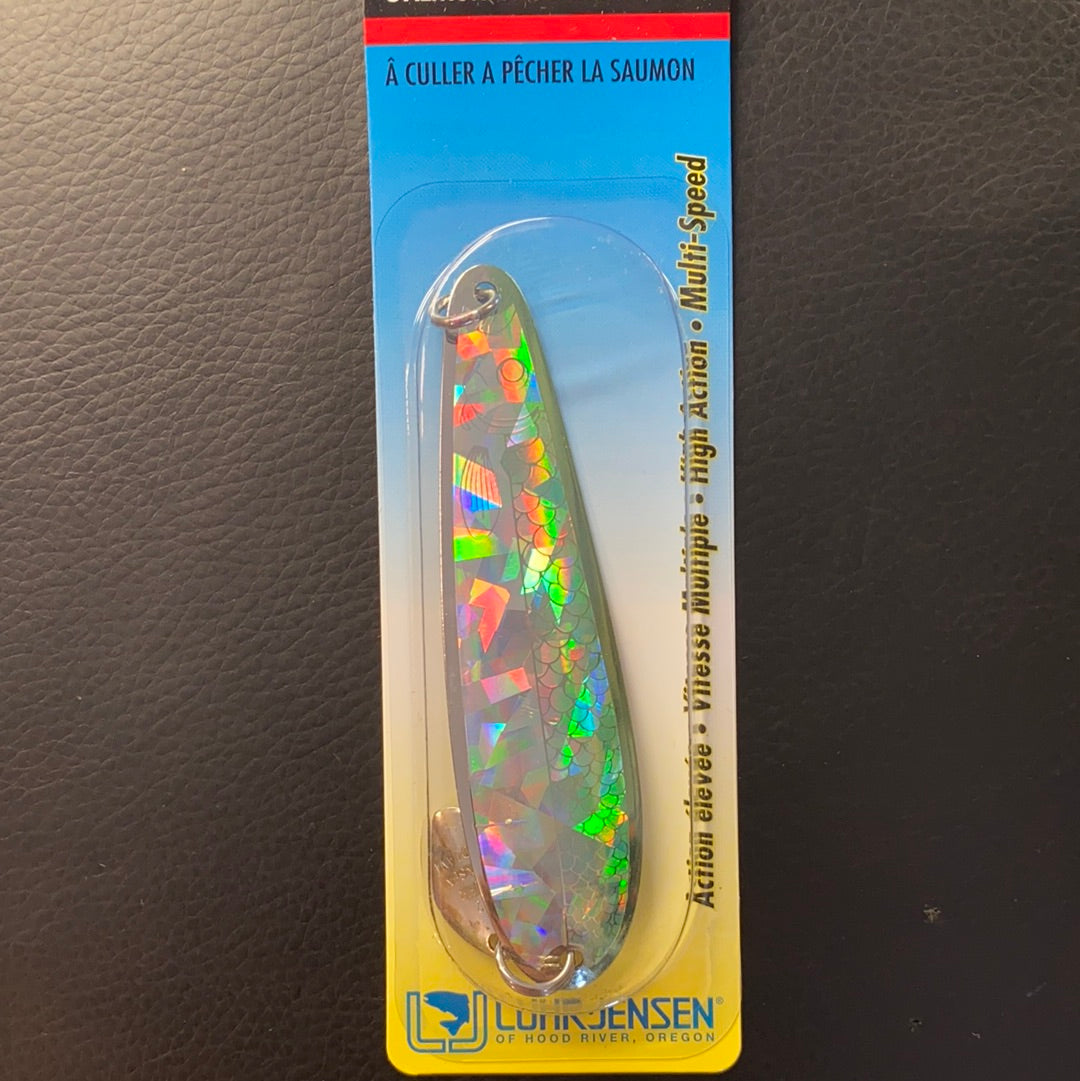 Â CULLER A PÊCHER LA SAUMON
Action élevée • Vitesse Multiple • High Action • Multi-Speed
LUHR JENSEN®
OF HOOD RIVER, OREGON